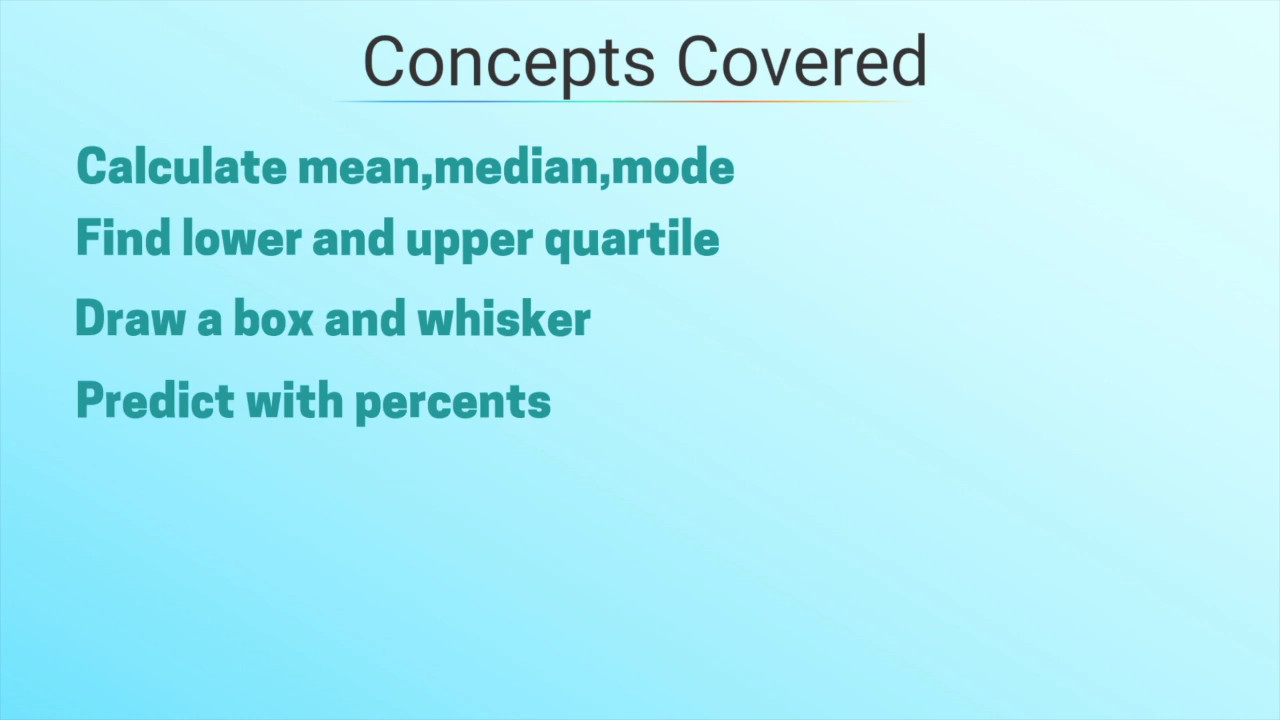 Concepts Covered
Calculate mean,median,mode
Find lower and upper quartile
Draw a box and whisker
Predict with percents